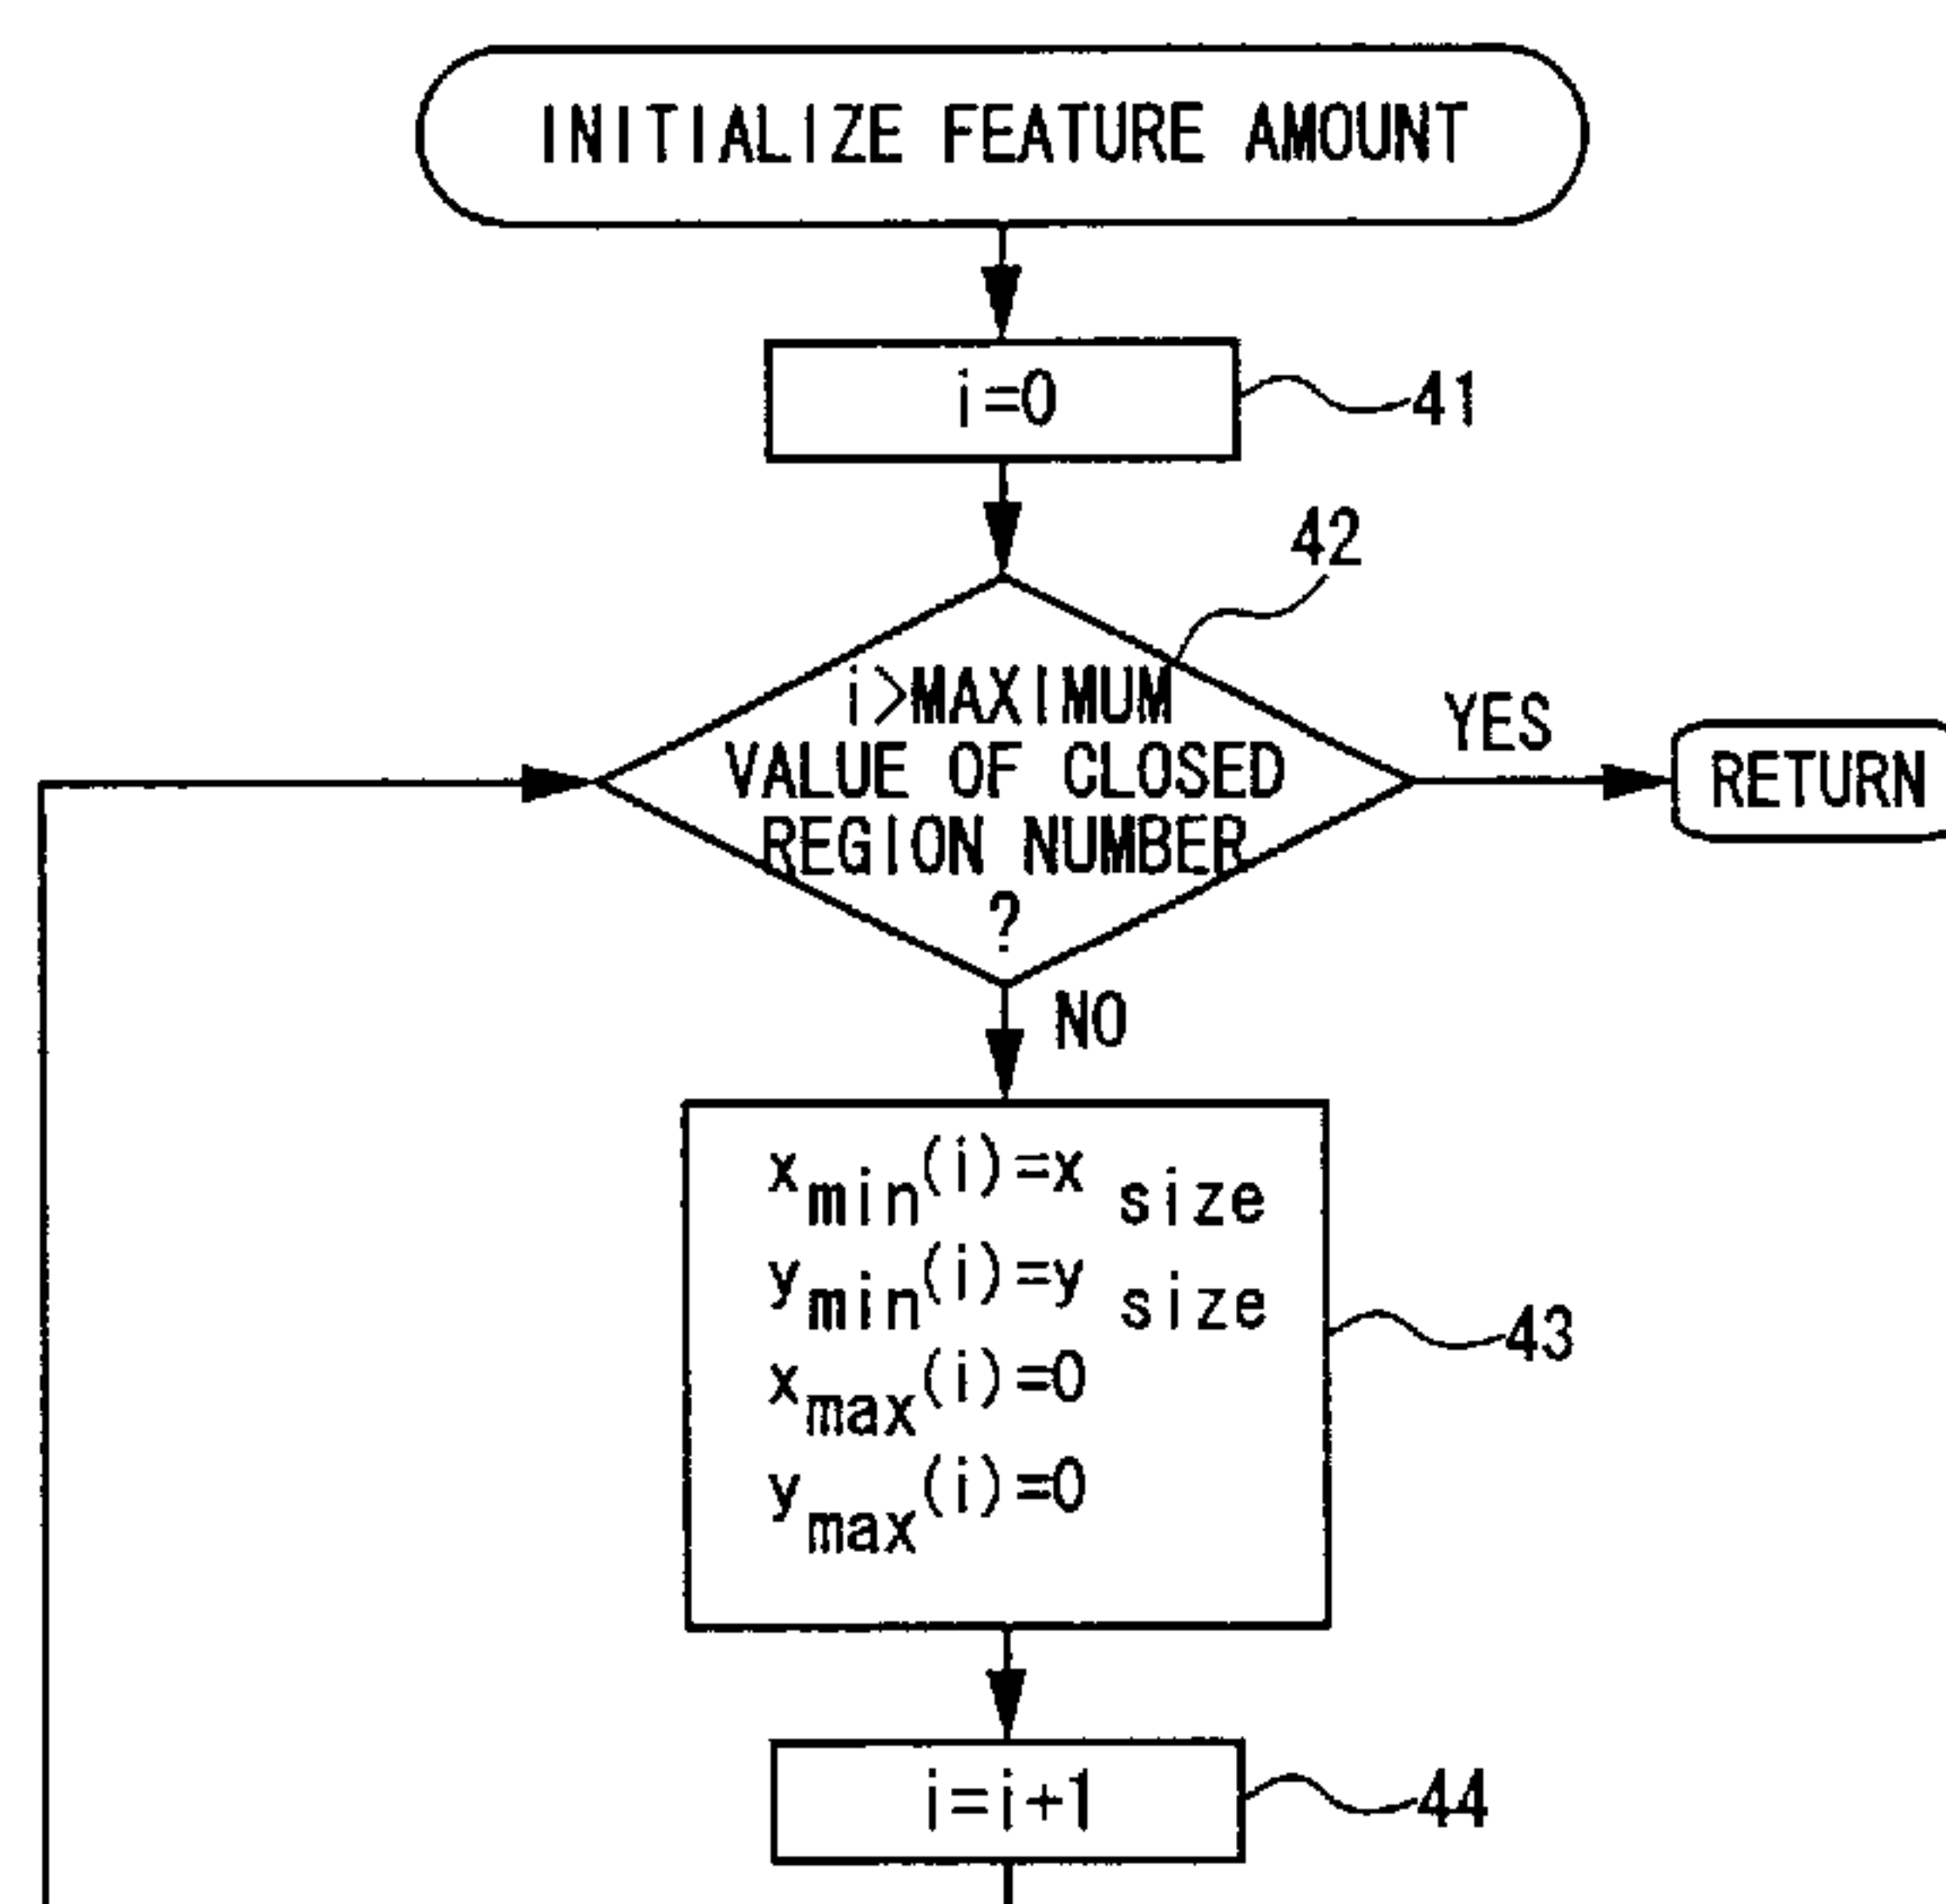 INITIALIZE FEATURE AMOUNT
i=0
41
42
i>MAXIMUM
VALUE OF CLOSED
REGION NUMBER
?
YES
RETURN
NO
xmin(i)=x size
ymin(i)=y size
xmax(i)=0
ymax(i)=0
43
i=i+1
44